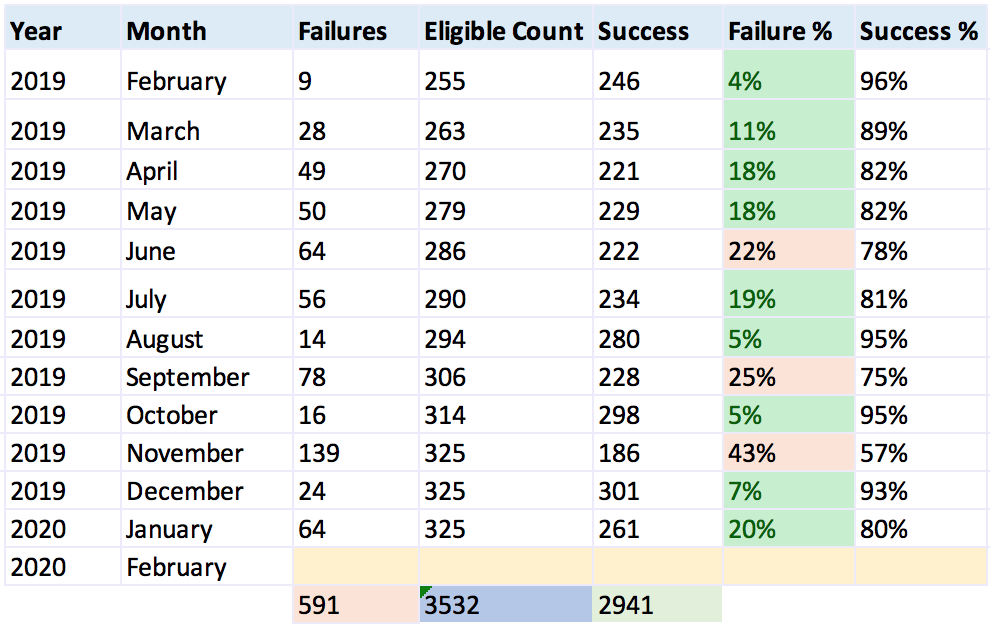 Year Month Failures Eligible Count Success Failure % Success %
2019 February 9 255 246 4% 96%
2019 March 28 263 235 11% 89%
2019 April 49 270 221 18% 82%
2019 May 50 279 229 18% 82%
2019 June 64 286 222 22% 78%
2019 July 56 290 234 19% 81%
2019 August 14 294 280 5% 95%
2019 September 78 306 228 25% 75%
2019 October 16 314 298 5% 95%
2019 November 139 325 186 43% 57%
2019 December 24 325 301 7% 93%
2020 January 64 325 261 20% 80%
2020 February
591 3532 2941